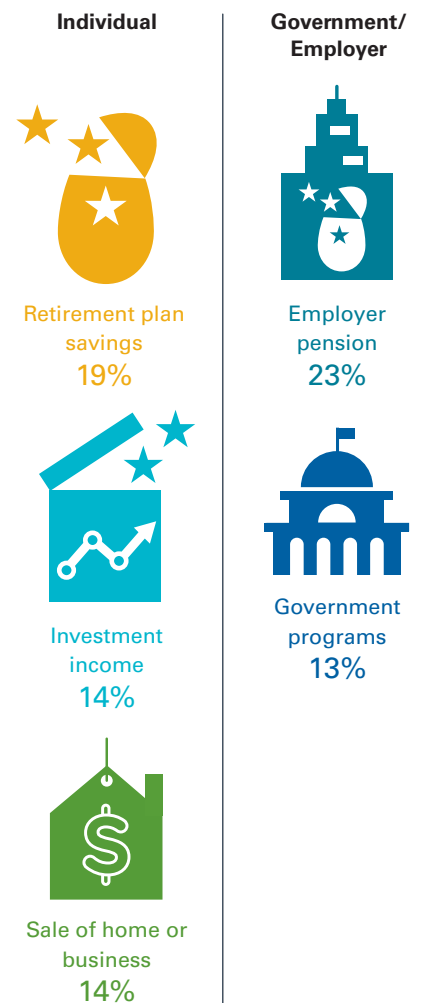 Individual
Retirement plan
savings
19%
Investment
income
14%
Sale of home or
business
14%
Government/
Employer
Employer
pension
23%
Government
programs
13%